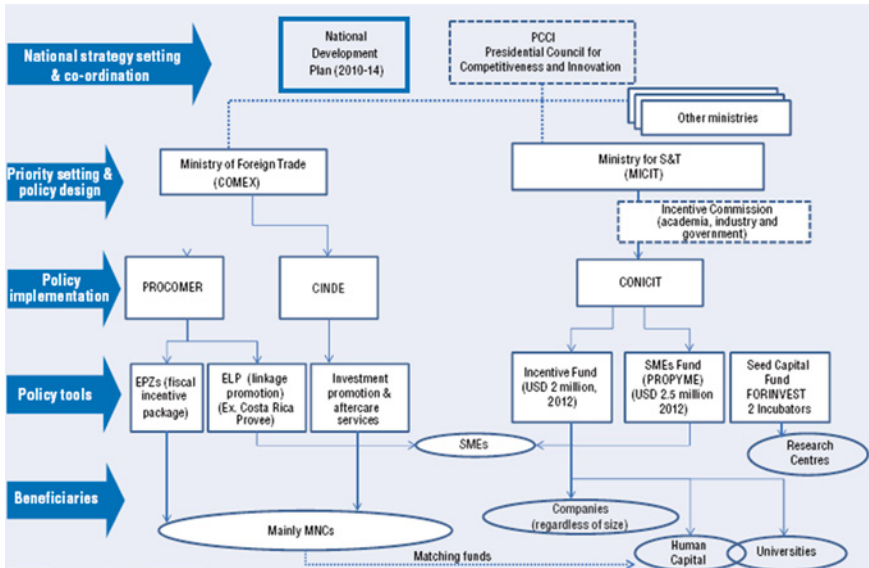 National strategy setting
& co-ordination
National
Development
Plan (2010-14)
PCCI
Presidential Council for
Competitiveness and Innovation
Other ministries
Priority setting &
policy design
Ministry of Foreign Trade
(COMEX)
Ministry for S&T
(MICIT)
Incentive Commission
(academia, industry and
government)
Policy
implementation
PROCOMER
CINDE
CONICIT
Policy tools
EPZs (fiscal
incentive
package)
ELP (linkage
promotion)
(Ex. Costa Rica
Provee)
Investment
promotion &
aftercare
services
Incentive Fund
(USD 2 million,
2012)
SMEs Fund
(PROPYME)
(USD 2.5 million
2012)
Seed Capital
Fund
FORINVEST
2 Incubators
SMEs
Research
Centres
Beneficiaries
Mainly MNCs
Companies
(regardless of size)
Matching funds
Human
Capital
Universities